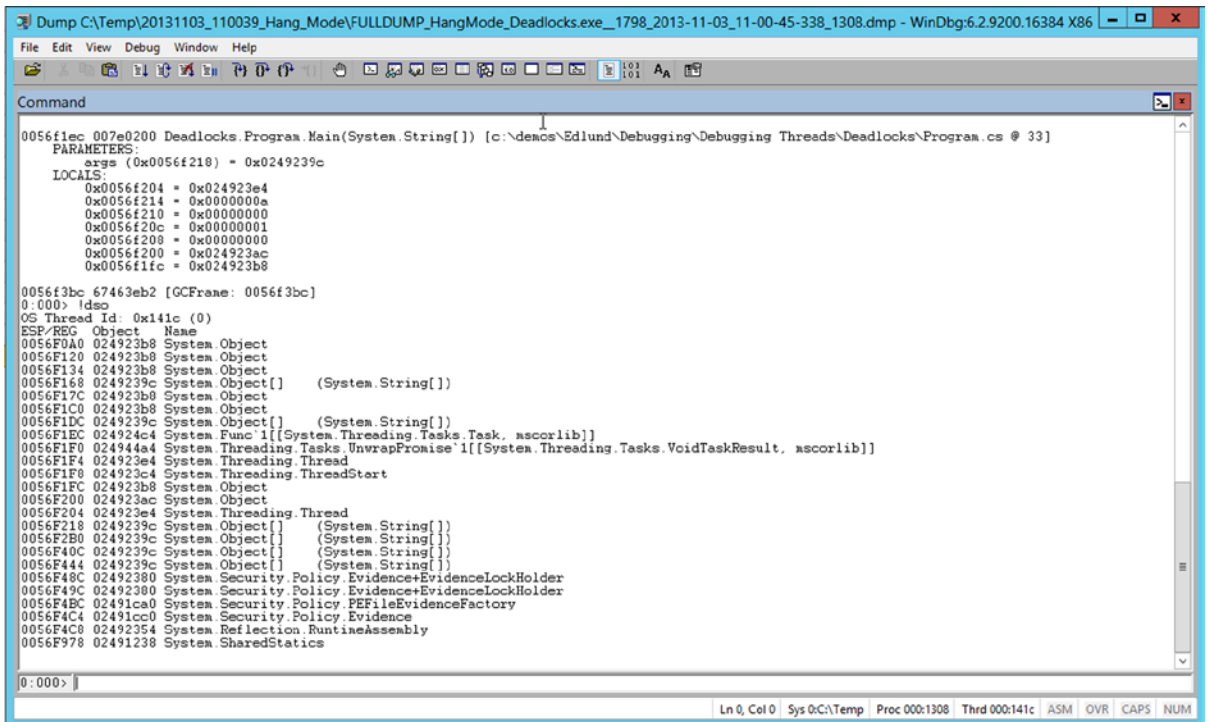 Dump C:\Temp\20131103_110039_Hang_Mode\FULLDUMP_HangMode_Deadlocks.exe__1798_2013-11-03_11-00-45-338_1308.dmp - WinDbg:6.2.9200.16384 X86
File Edit View Debug Window Help
Command
0056f1ec 007e0200 Deadlocks.Program.Main(System.String[]) [c:\demos\Edlund\Debugging\Debugging Threads\Deadlocks\Program.cs @ 33]
PARAMETERS:
args (0x0056f218) = 0x0249239c
LOCALS:
0x0056f204 = 0x024923e4
0x0056f214 = 0x0000000a
0x0056f210 = 0x00000000
0x0056f20c = 0x00000001
0x0056f208 = 0x00000000
0x0056f200 = 0x024923ac
0x0056f1fc = 0x024923b8
0056f3bc 67463eb2 [GCFrame: 0056f3bc]
0:000> !dso
OS Thread Id: 0x141c (0)
ESP/REG Object Name
0056F0A0 024923b8 System.Object
0056F120 024923b8 System.Object
0056F134 024923b8 System.Object
0056F168 0249239c System.Object[] (System.String[])
0056F17C 024923b8 System.Object
0056F1C0 024923b8 System.Object
0056F1DC 0249239c System.Object[] (System.String[])
0056F1EC 024924c4 System.Func`1[[System.Threading.Tasks.Task, mscorlib]]
0056F1F0 024944a4 System.Threading.Tasks.UnwrapPromise`1[[System.Threading.Tasks.VoidTaskResult, mscorlib]]
0056F1F4 024923e4 System.Threading.Thread
0056F1F8 024923c4 System.Threading.ThreadStart
0056F1FC 024923b8 System.Object
0056F200 024923ac System.Object
0056F204 024923e4 System.Threading.Thread
0056F218 0249239c System.Object[] (System.String[])
0056F2B0 0249239c System.Object[] (System.String[])
0056F40C 0249239c System.Object[] (System.String[])
0056F444 0249239c System.Object[] (System.String[])
0056F48C 02492380 System.Security.Policy.Evidence+EvidenceLockHolder
0056F49C 02492380 System.Security.Policy.Evidence+EvidenceLockHolder
0056F4BC 02491ca0 System.Security.Policy.PEFileEvidenceFactory
0056F4C4 02491cc0 System.Security.Policy.Evidence
0056F4C8 02492354 System.Reflection.RuntimeAssembly
0056F978 02491238 System.SharedStatics
0:000>
Ln 0, Col 0 Sys 0:C:\Temp Proc 000:1308 Thrd 000:141c ASM OVR CAPS NUM